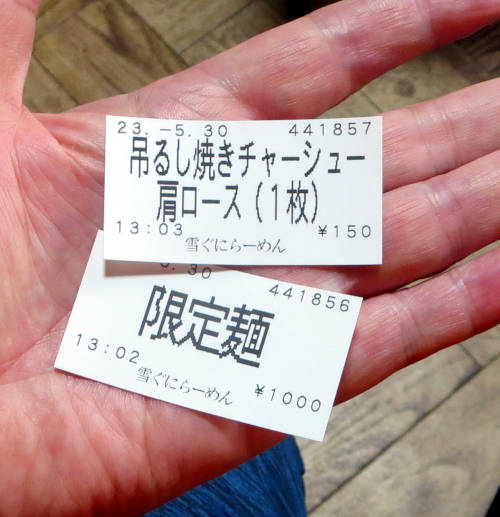 23.-5.30 441857
吊るし焼きチャーシュー
肩ロース(1枚)
13:03 ¥150
雪ぐにらーめん
5.30 441856
限定麺
13:02
雪ぐにらーめん ¥1000